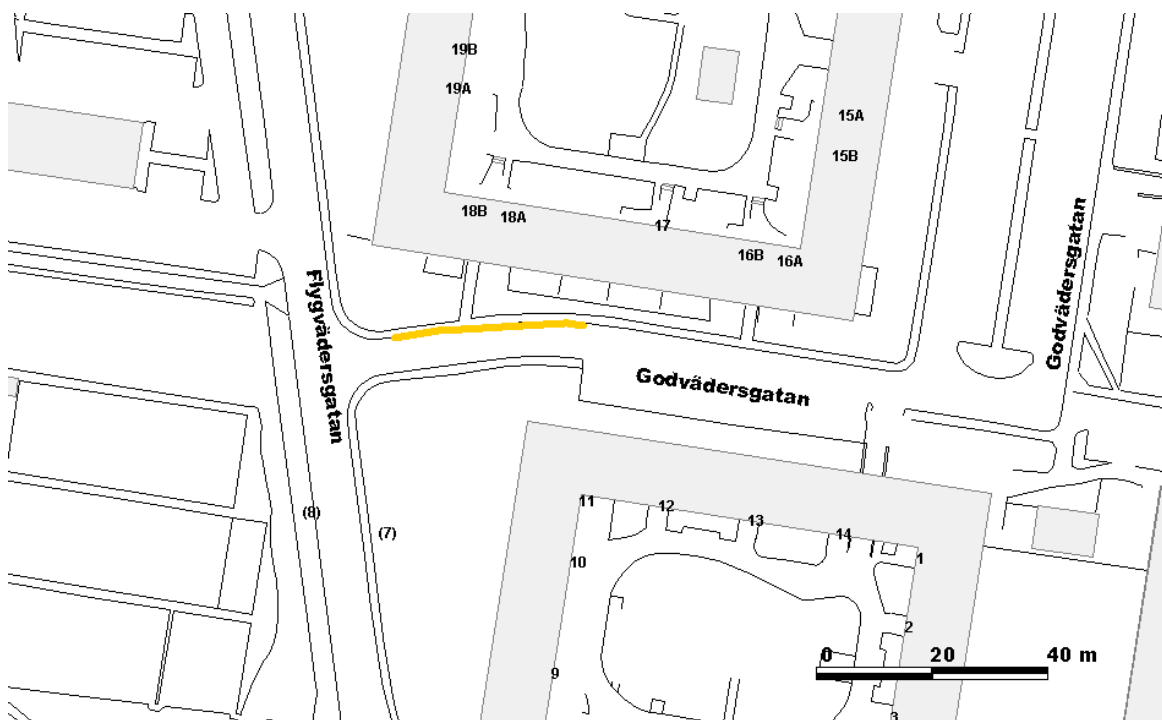 19B
19A
15A
15B
18B
18A
17
16B
16A
Flygvädersgatan
Godvädersgatan
Godvädersgatan
11
12
13
14
(8)
(7)
10
1
2
9
3
0 20 40 m